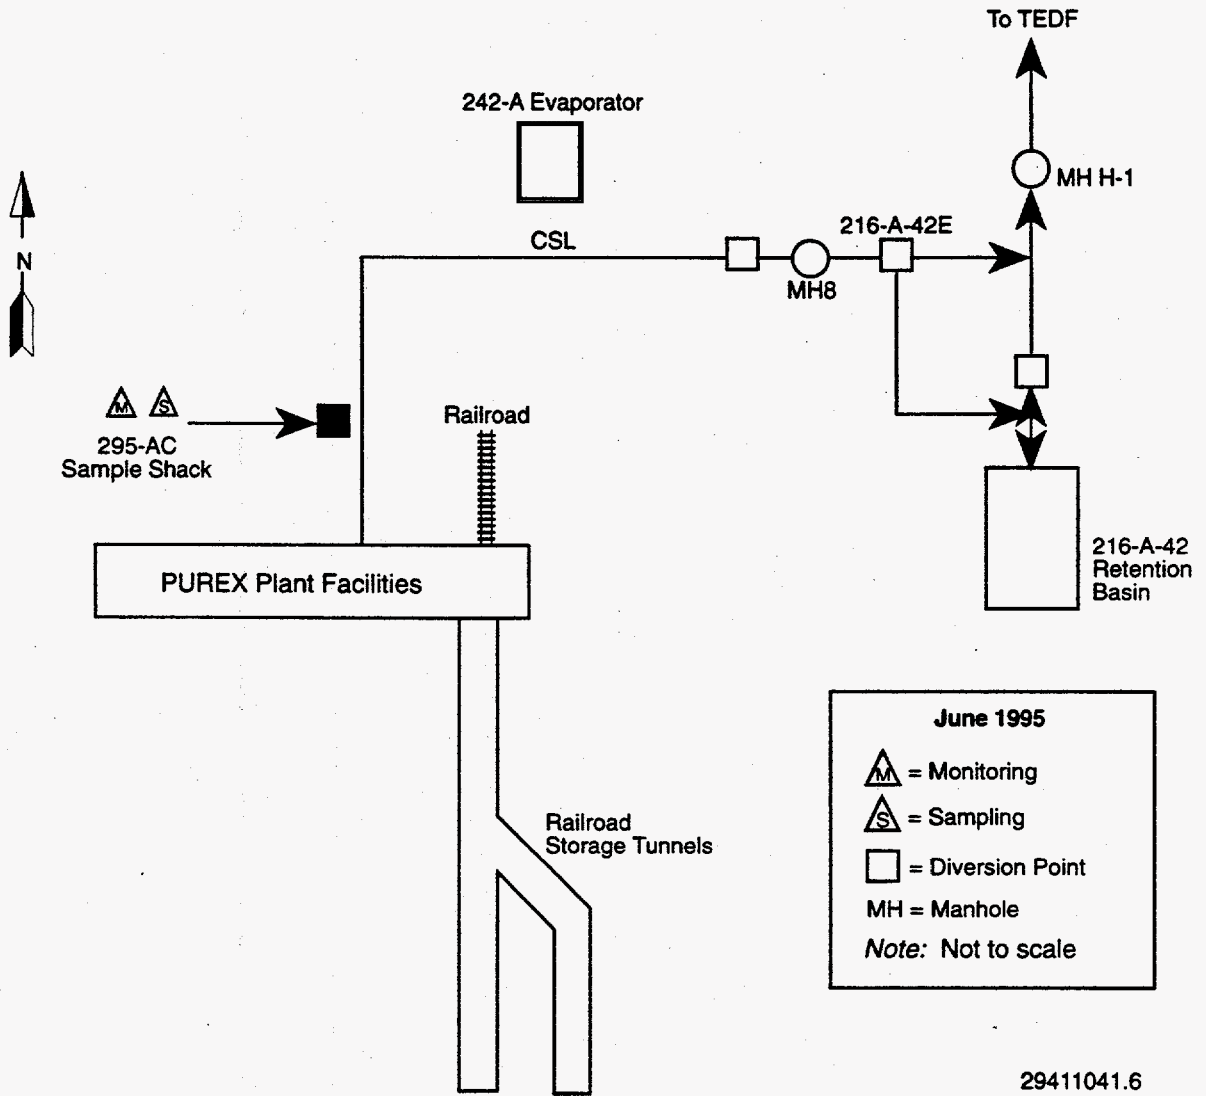 To TEDF
242-A Evaporator
MH H-1
216-A-42E
CSL
N
MH8
M S
Railroad
295-AC
Sample Shack
216-A-42
Retention
Basin
PUREX Plant Facilities
June 1995
M = Monitoring
S = Sampling
= Diversion Point
MH = Manhole
Note: Not to scale
Railroad
Storage Tunnels
29411041.6